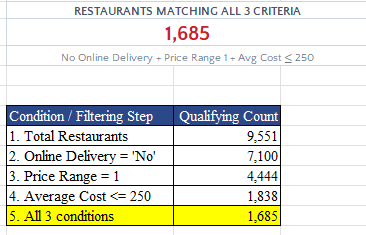 RESTAURANTS MATCHING ALL 3 CRITERIA
1,685
No Online Delivery + Price Range 1 + Avg Cost ≤ 250
Condition / Filtering Step Qualifying Count
1. Total Restaurants 9,551
2. Online Delivery = 'No' 7,100
3. Price Range = 1 4,444
4. Average Cost <= 250 1,838
5. All 3 conditions 1,685